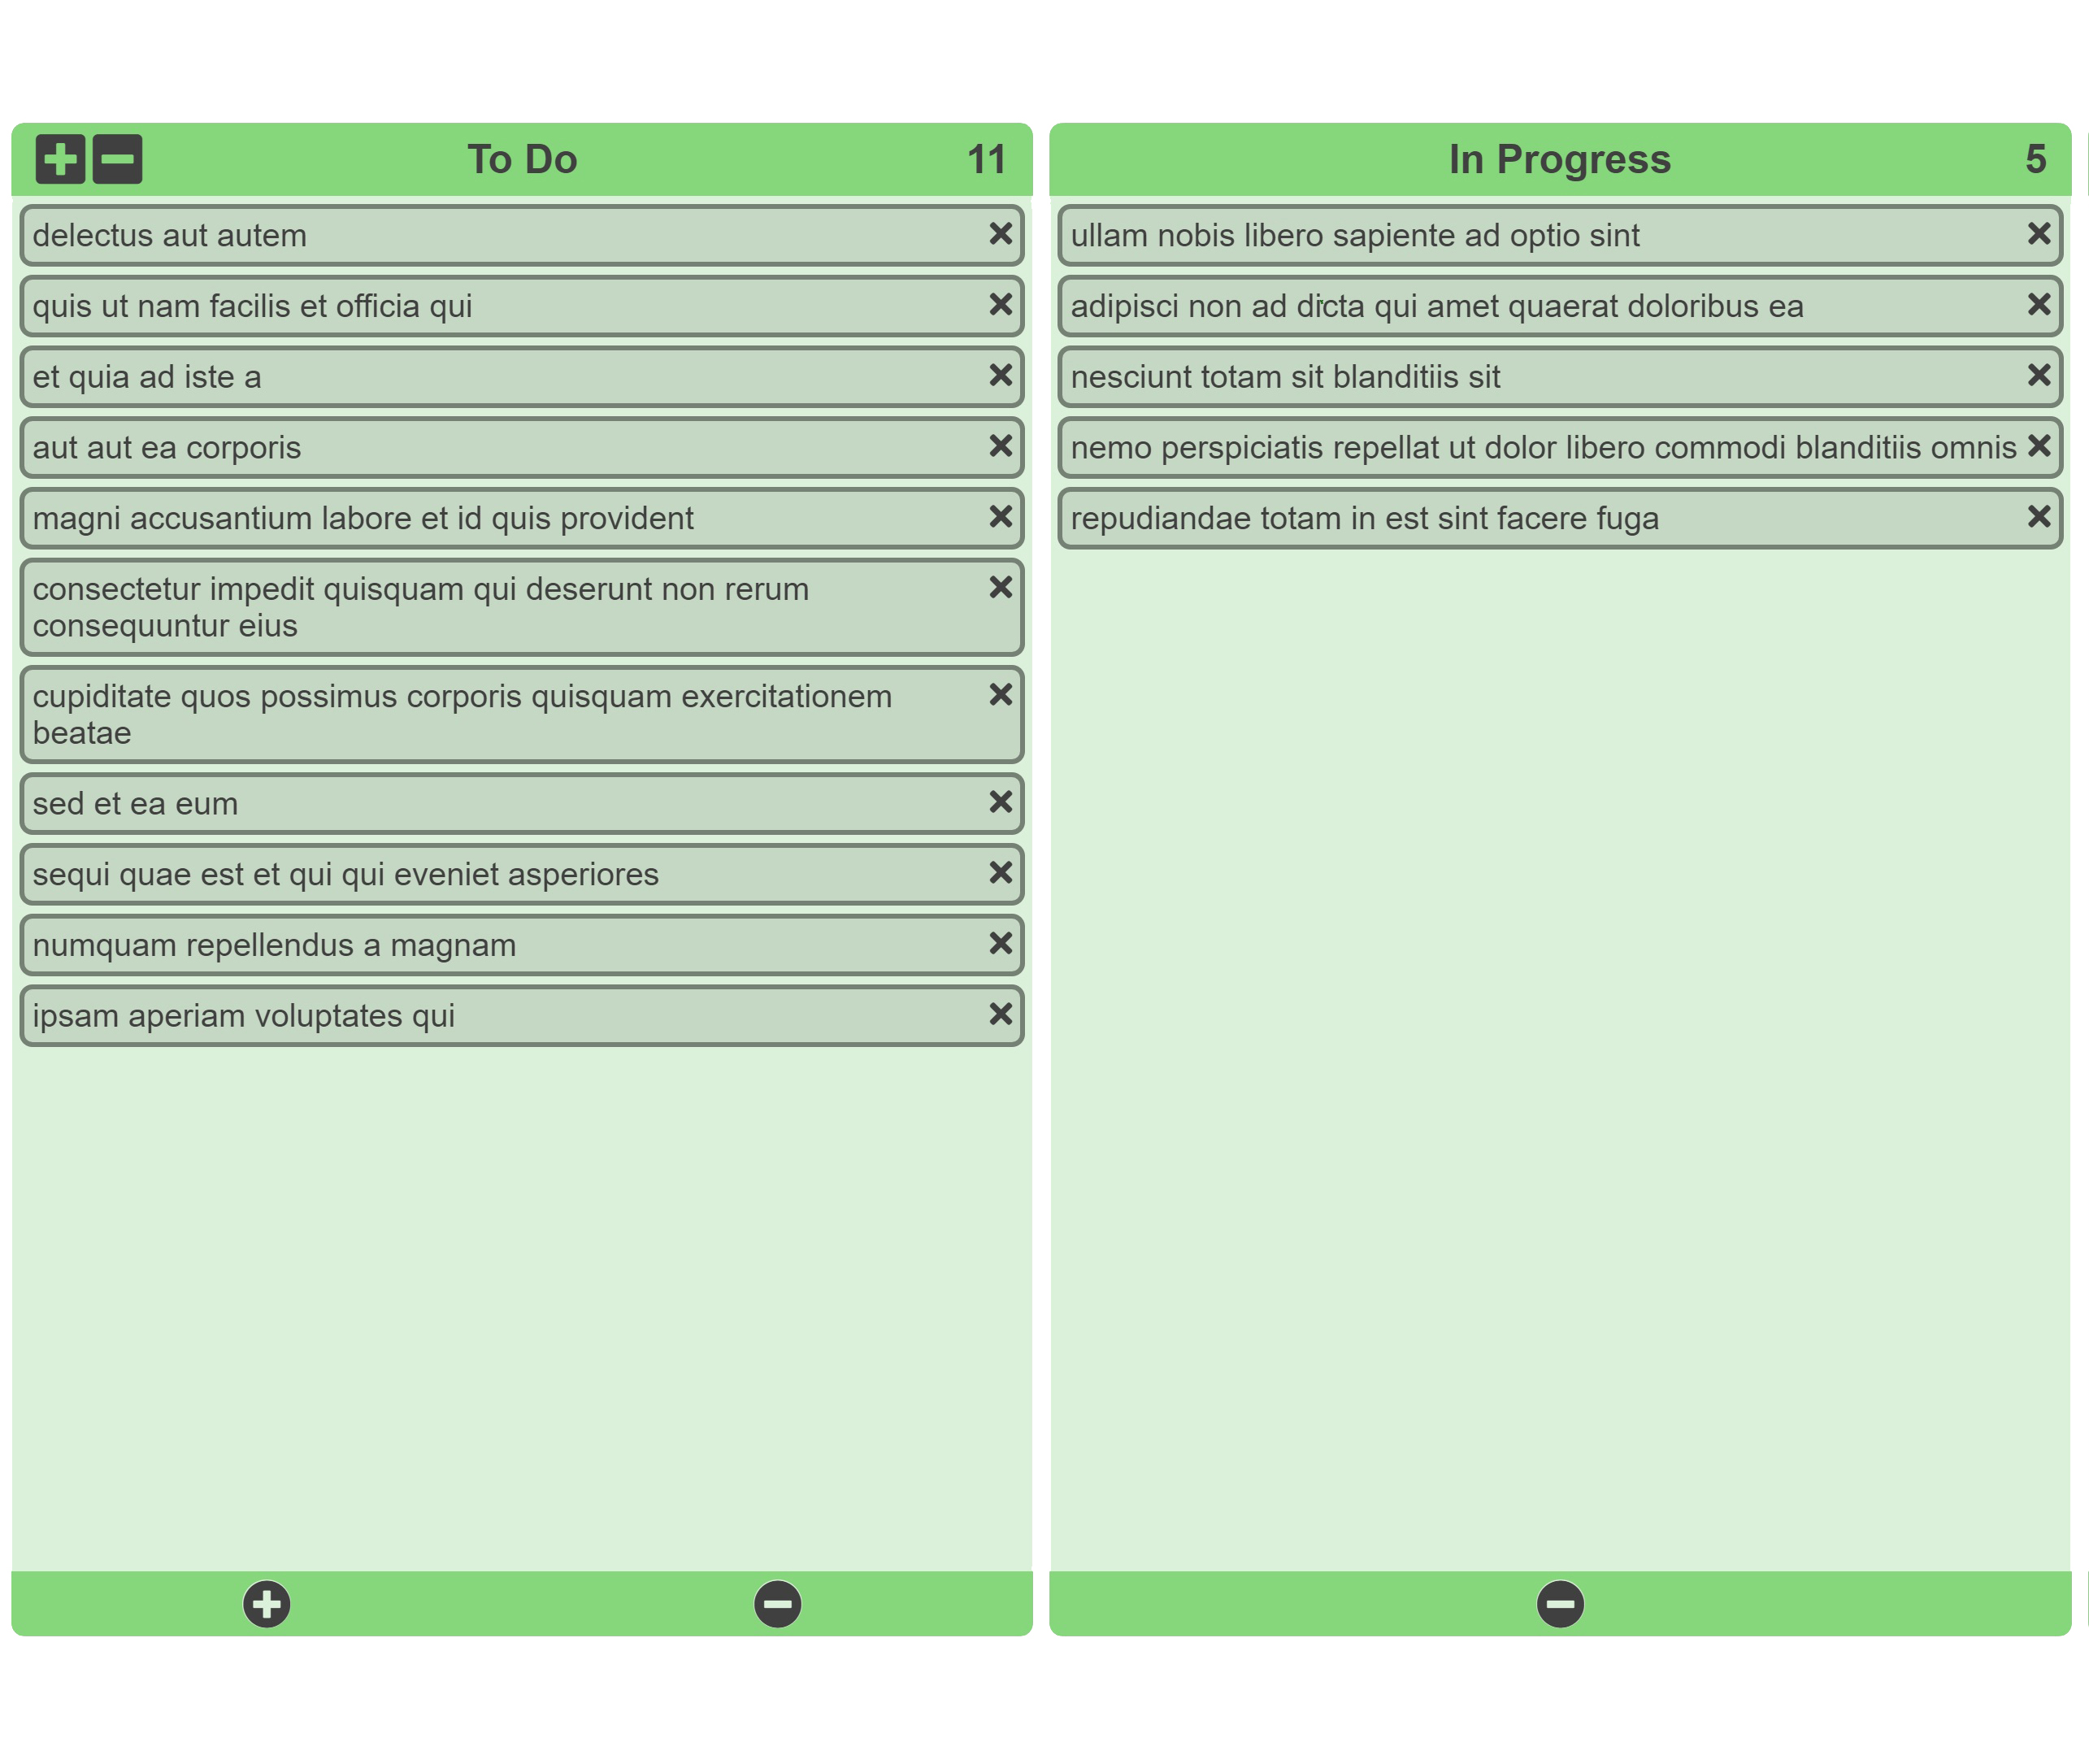 To Do
11
delectus aut autem
quis ut nam facilis et officia qui
et quia ad iste a
aut aut ea corporis
magni accusantium labore et id quis provident
consectetur impedit quisquam qui deserunt non rerum
consequuntur eius
cupiditate quos possimus corporis quisquam exercitationem
beatae
sed et ea eum
sequi quae est et qui qui eveniet asperiores
numquam repellendus a magnam
ipsam aperiam voluptates qui
In Progress
5
ullam nobis libero sapiente ad optio sint
adipisci non ad dicta qui amet quaerat doloribus ea
nesciunt totam sit blanditiis sit
nemo perspiciatis repellat ut dolor libero commodi blanditiis omnis
repudiandae totam in est sint facere fuga